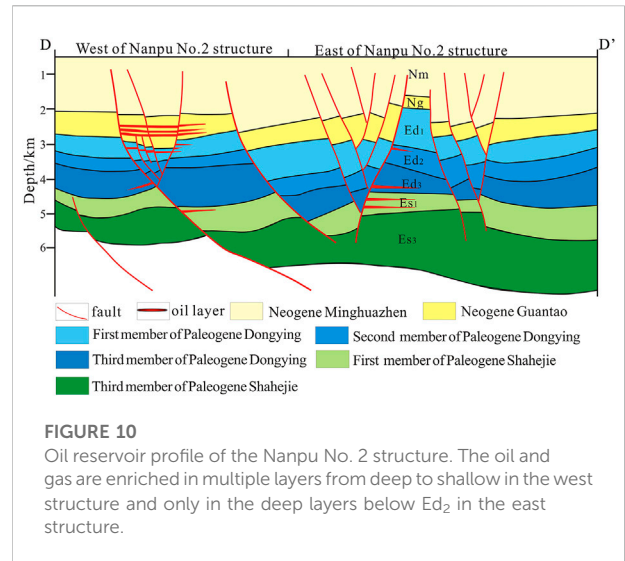 D West of Nanpu No.2 structure East of Nanpu No.2 structure D’
Depth/km
1
2
3
4
5
6
Nm
Ng
Ed1
Ed2
Ed3
Es1
Es3
fault oil layer Neogene Minghuazhen Neogene Guantao
First member of Paleogene Dongying Second member of Paleogene Dongying
Third member of Paleogene Dongying First member of Paleogene Shahejie
Third member of Paleogene Shahejie
FIGURE 10
Oil reservoir profile of the Nanpu No. 2 structure. The oil and
gas are enriched in multiple layers from deep to shallow in the west
structure and only in the deep layers below Ed2 in the east
structure.